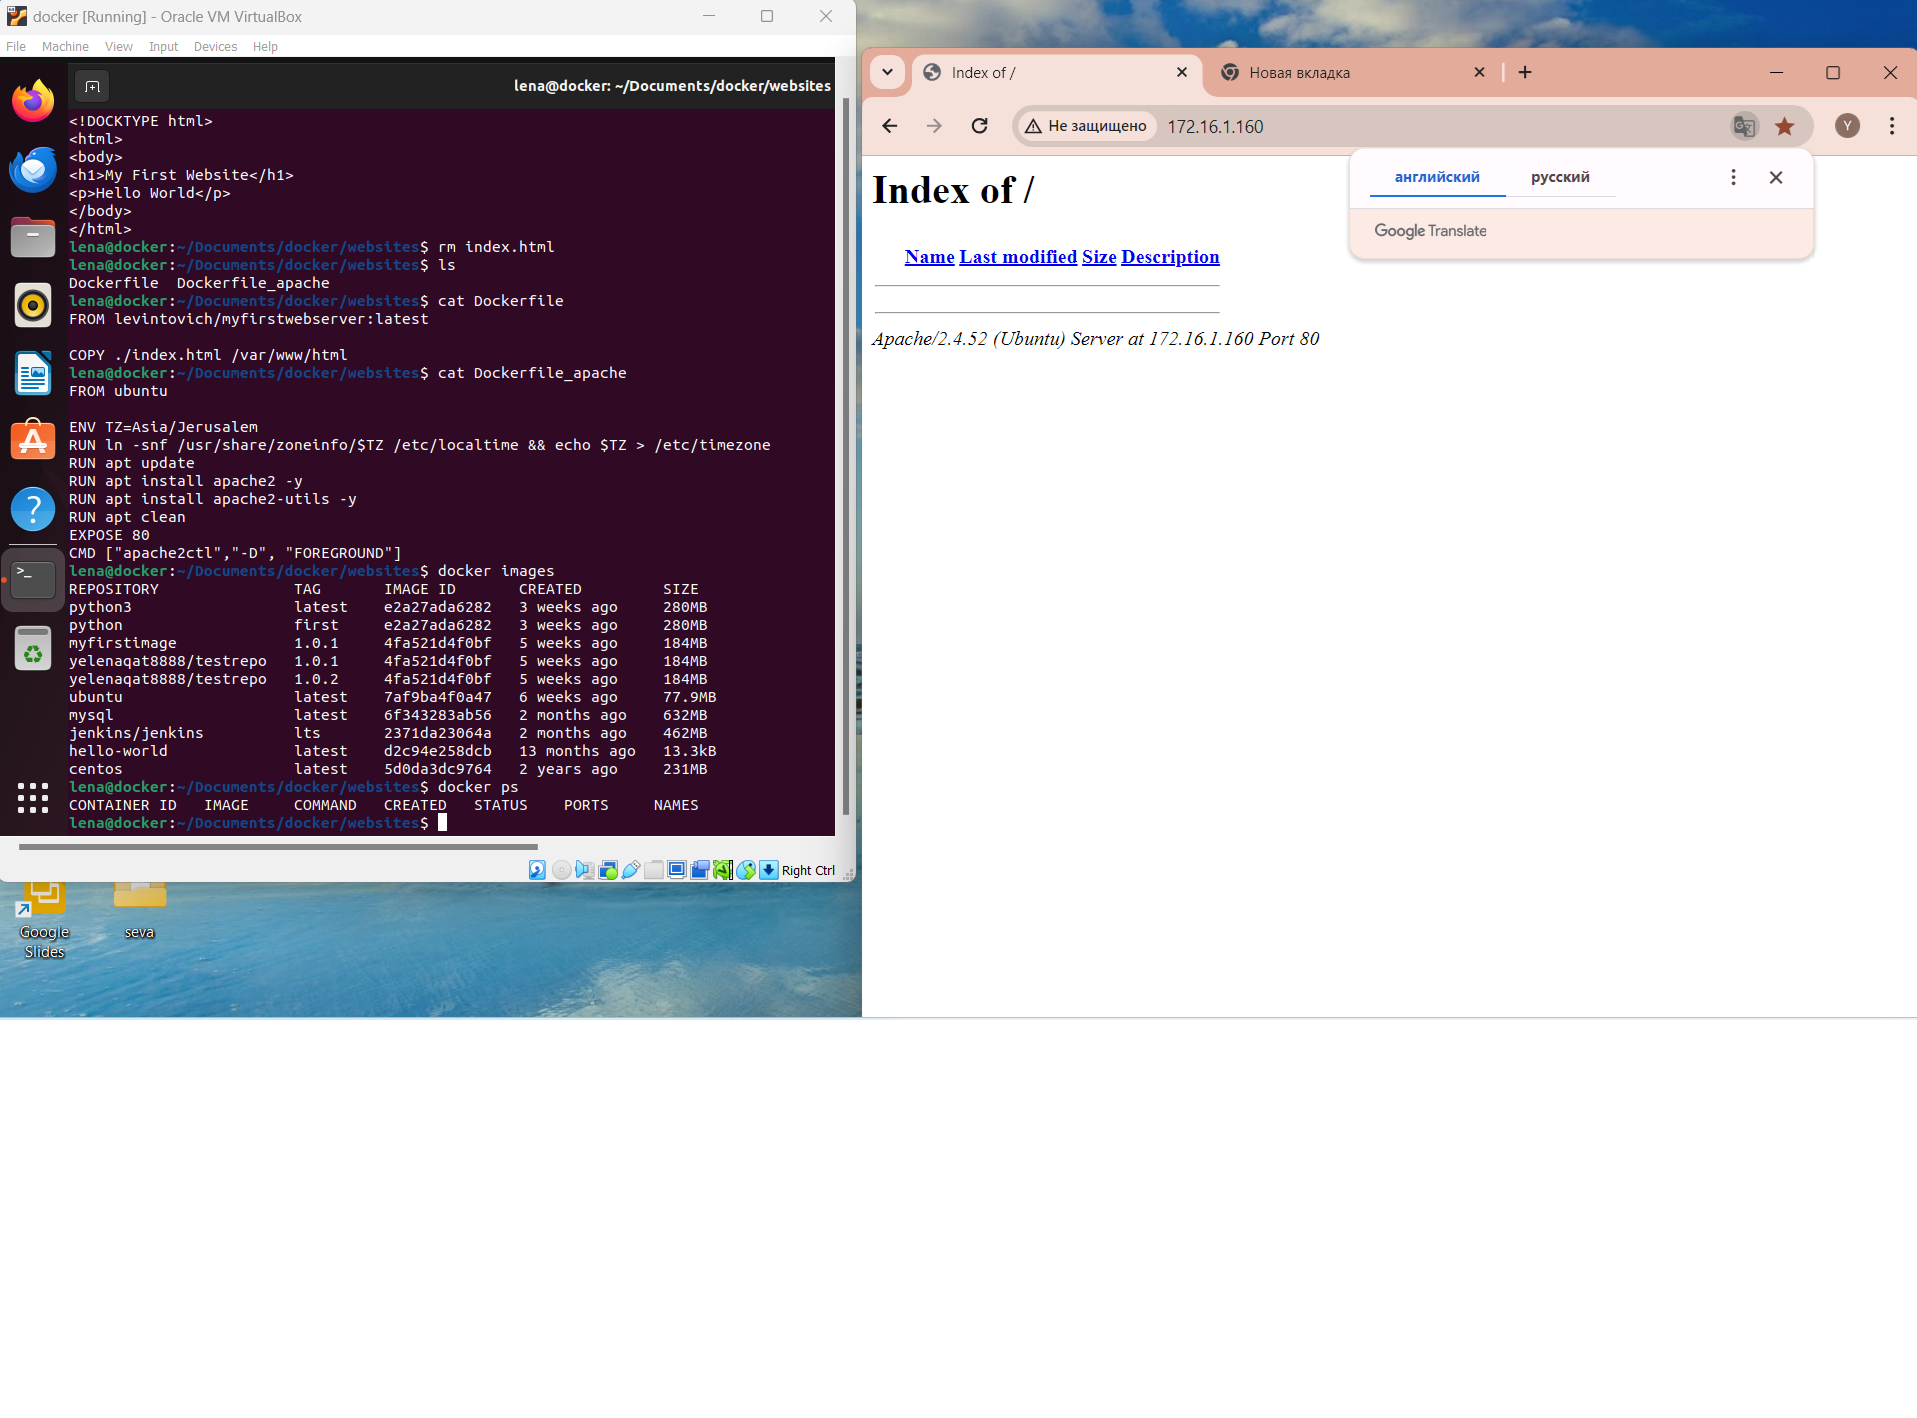 docker [Running] - Oracle VM VirtualBox
File Machine View Input Devices Help
lena@docker: ~/Documents/docker/websites
<!DOCKTYPE html>
<html>
<body>
<h1>My First Website</h1>
<p>Hello World</p>
</body>
</html>
lena@docker:~/Documents/docker/websites$ rm index.html
lena@docker:~/Documents/docker/websites$ ls
Dockerfile  Dockerfile_apache
lena@docker:~/Documents/docker/websites$ cat Dockerfile
FROM levintovich/myfirstwebserver:latest
COPY ./index.html /var/www/html
lena@docker:~/Documents/docker/websites$ cat Dockerfile_apache
FROM ubuntu
ENV TZ=Asia/Jerusalem
RUN ln -snf /usr/share/zoneinfo/$TZ /etc/localtime && echo $TZ > /etc/timezone
RUN apt update
RUN apt install apache2 -y
RUN apt install apache2-utils -y
RUN apt clean
EXPOSE 80
CMD ["apache2ctl","-D", "FOREGROUND"]
lena@docker:~/Documents/docker/websites$ docker images
REPOSITORY TAG IMAGE ID CREATED SIZE
python3 latest e2a27ada6282 3 weeks ago 280MB
python first e2a27ada6282 3 weeks ago 280MB
myfirstimage 1.0.1 4fa521d4f0bf 5 weeks ago 184MB
yelenaqat8888/testrepo 1.0.1 4fa521d4f0bf 5 weeks ago 184MB
yelenaqat8888/testrepo 1.0.2 4fa521d4f0bf 5 weeks ago 184MB
ubuntu latest 7af9ba4f0a47 6 weeks ago 77.9MB
mysql latest 6f343283ab56 2 months ago 632MB
jenkins/jenkins lts 2371da23064a 2 months ago 462MB
hello-world latest d2c94e258dcb 13 months ago 13.3kB
centos latest 5d0da3dc9764 2 years ago 231MB
lena@docker:~/Documents/docker/websites$ docker ps
CONTAINER ID IMAGE COMMAND CREATED STATUS PORTS NAMES
lena@docker:~/Documents/docker/websites$
Right Ctrl
Google Slides
seva
Index of /
Новая вкладка
Не защищено 172.16.1.160
Y
английский русский
Google Translate
Index of /
Name Last modified Size Description
Apache/2.4.52 (Ubuntu) Server at 172.16.1.160 Port 80